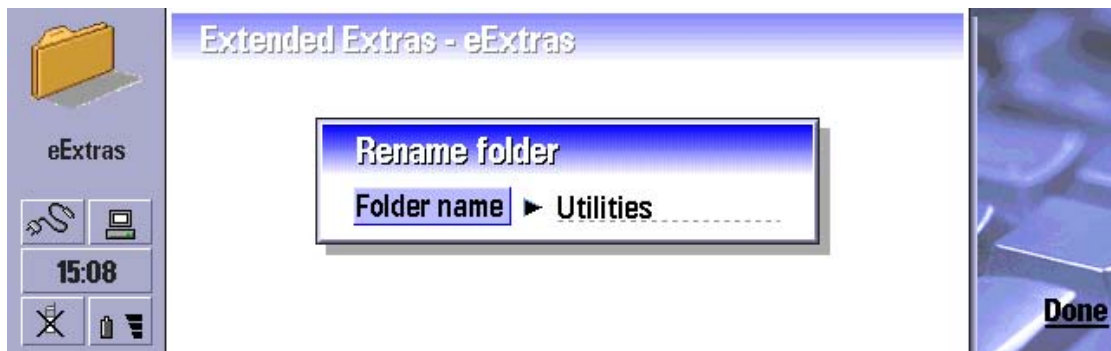 Extended Extras - eExtras
eExtras
Rename folder
Folder name Utilities
15:08
Done